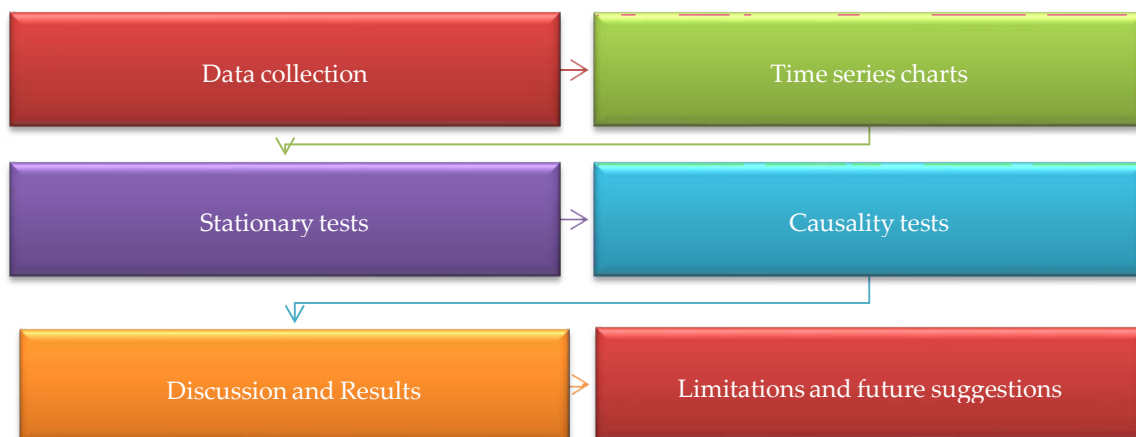 Data collection
Time series charts
Stationary tests
Causality tests
Discussion and Results
Limitations and future suggestions